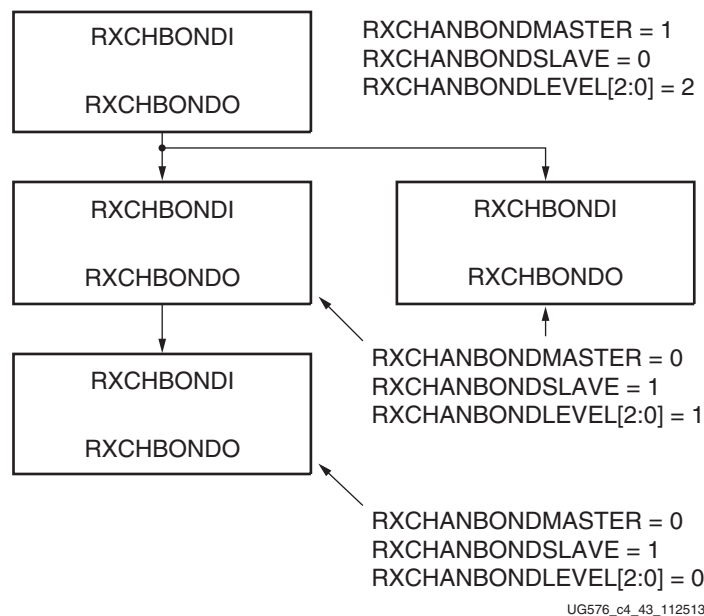 RXCHBONDI
RXCHBONDO
RXCHANBONDMASTER = 1
RXCHANBONDSLAVE = 0
RXCHANBONDLEVEL[2:0] = 2
RXCHBONDI
RXCHBONDO
RXCHBONDI
RXCHBONDO
RXCHANBONDMASTER = 0
RXCHANBONDSLAVE = 1
RXCHANBONDLEVEL[2:0] = 1
RXCHBONDI
RXCHBONDO
RXCHANBONDMASTER = 0
RXCHANBONDSLAVE = 1
RXCHANBONDLEVEL[2:0] = 0
UG576_c4_43_112513